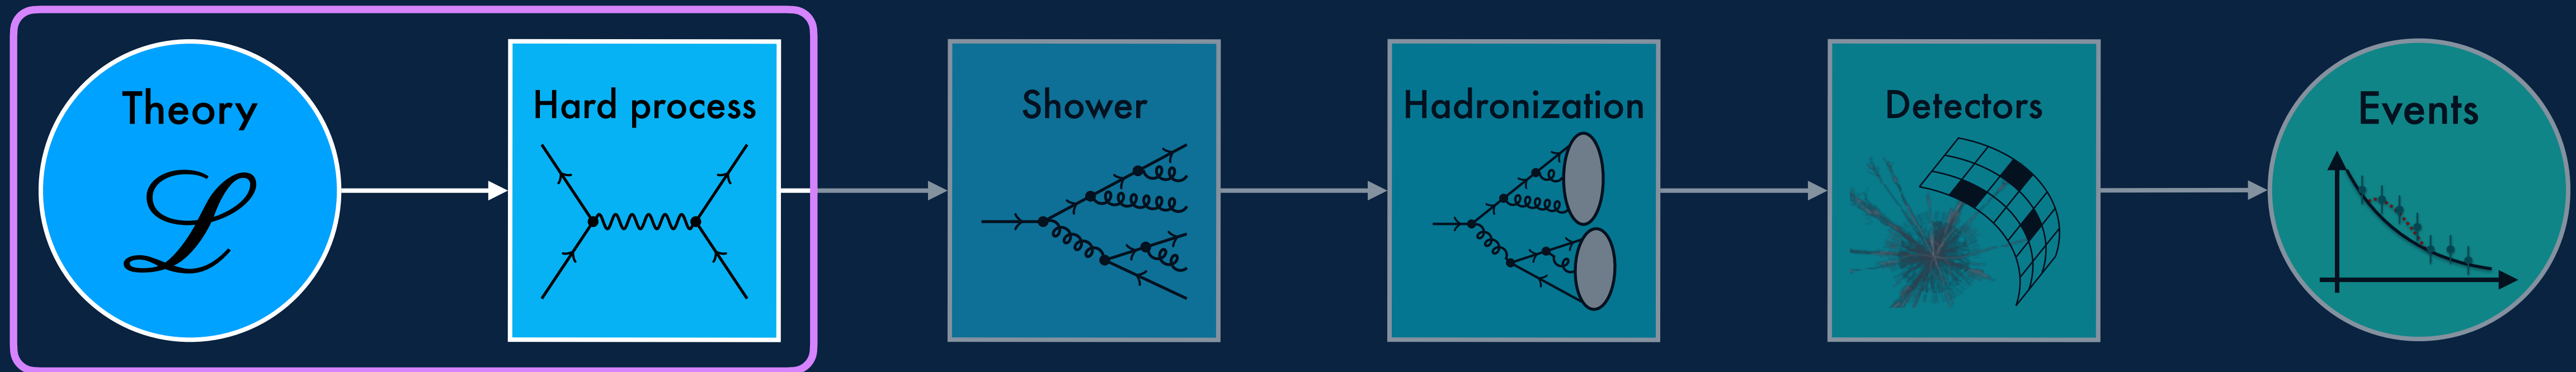 Theory
ℒ
Hard process
Shower
Hadronization
Detectors
Events